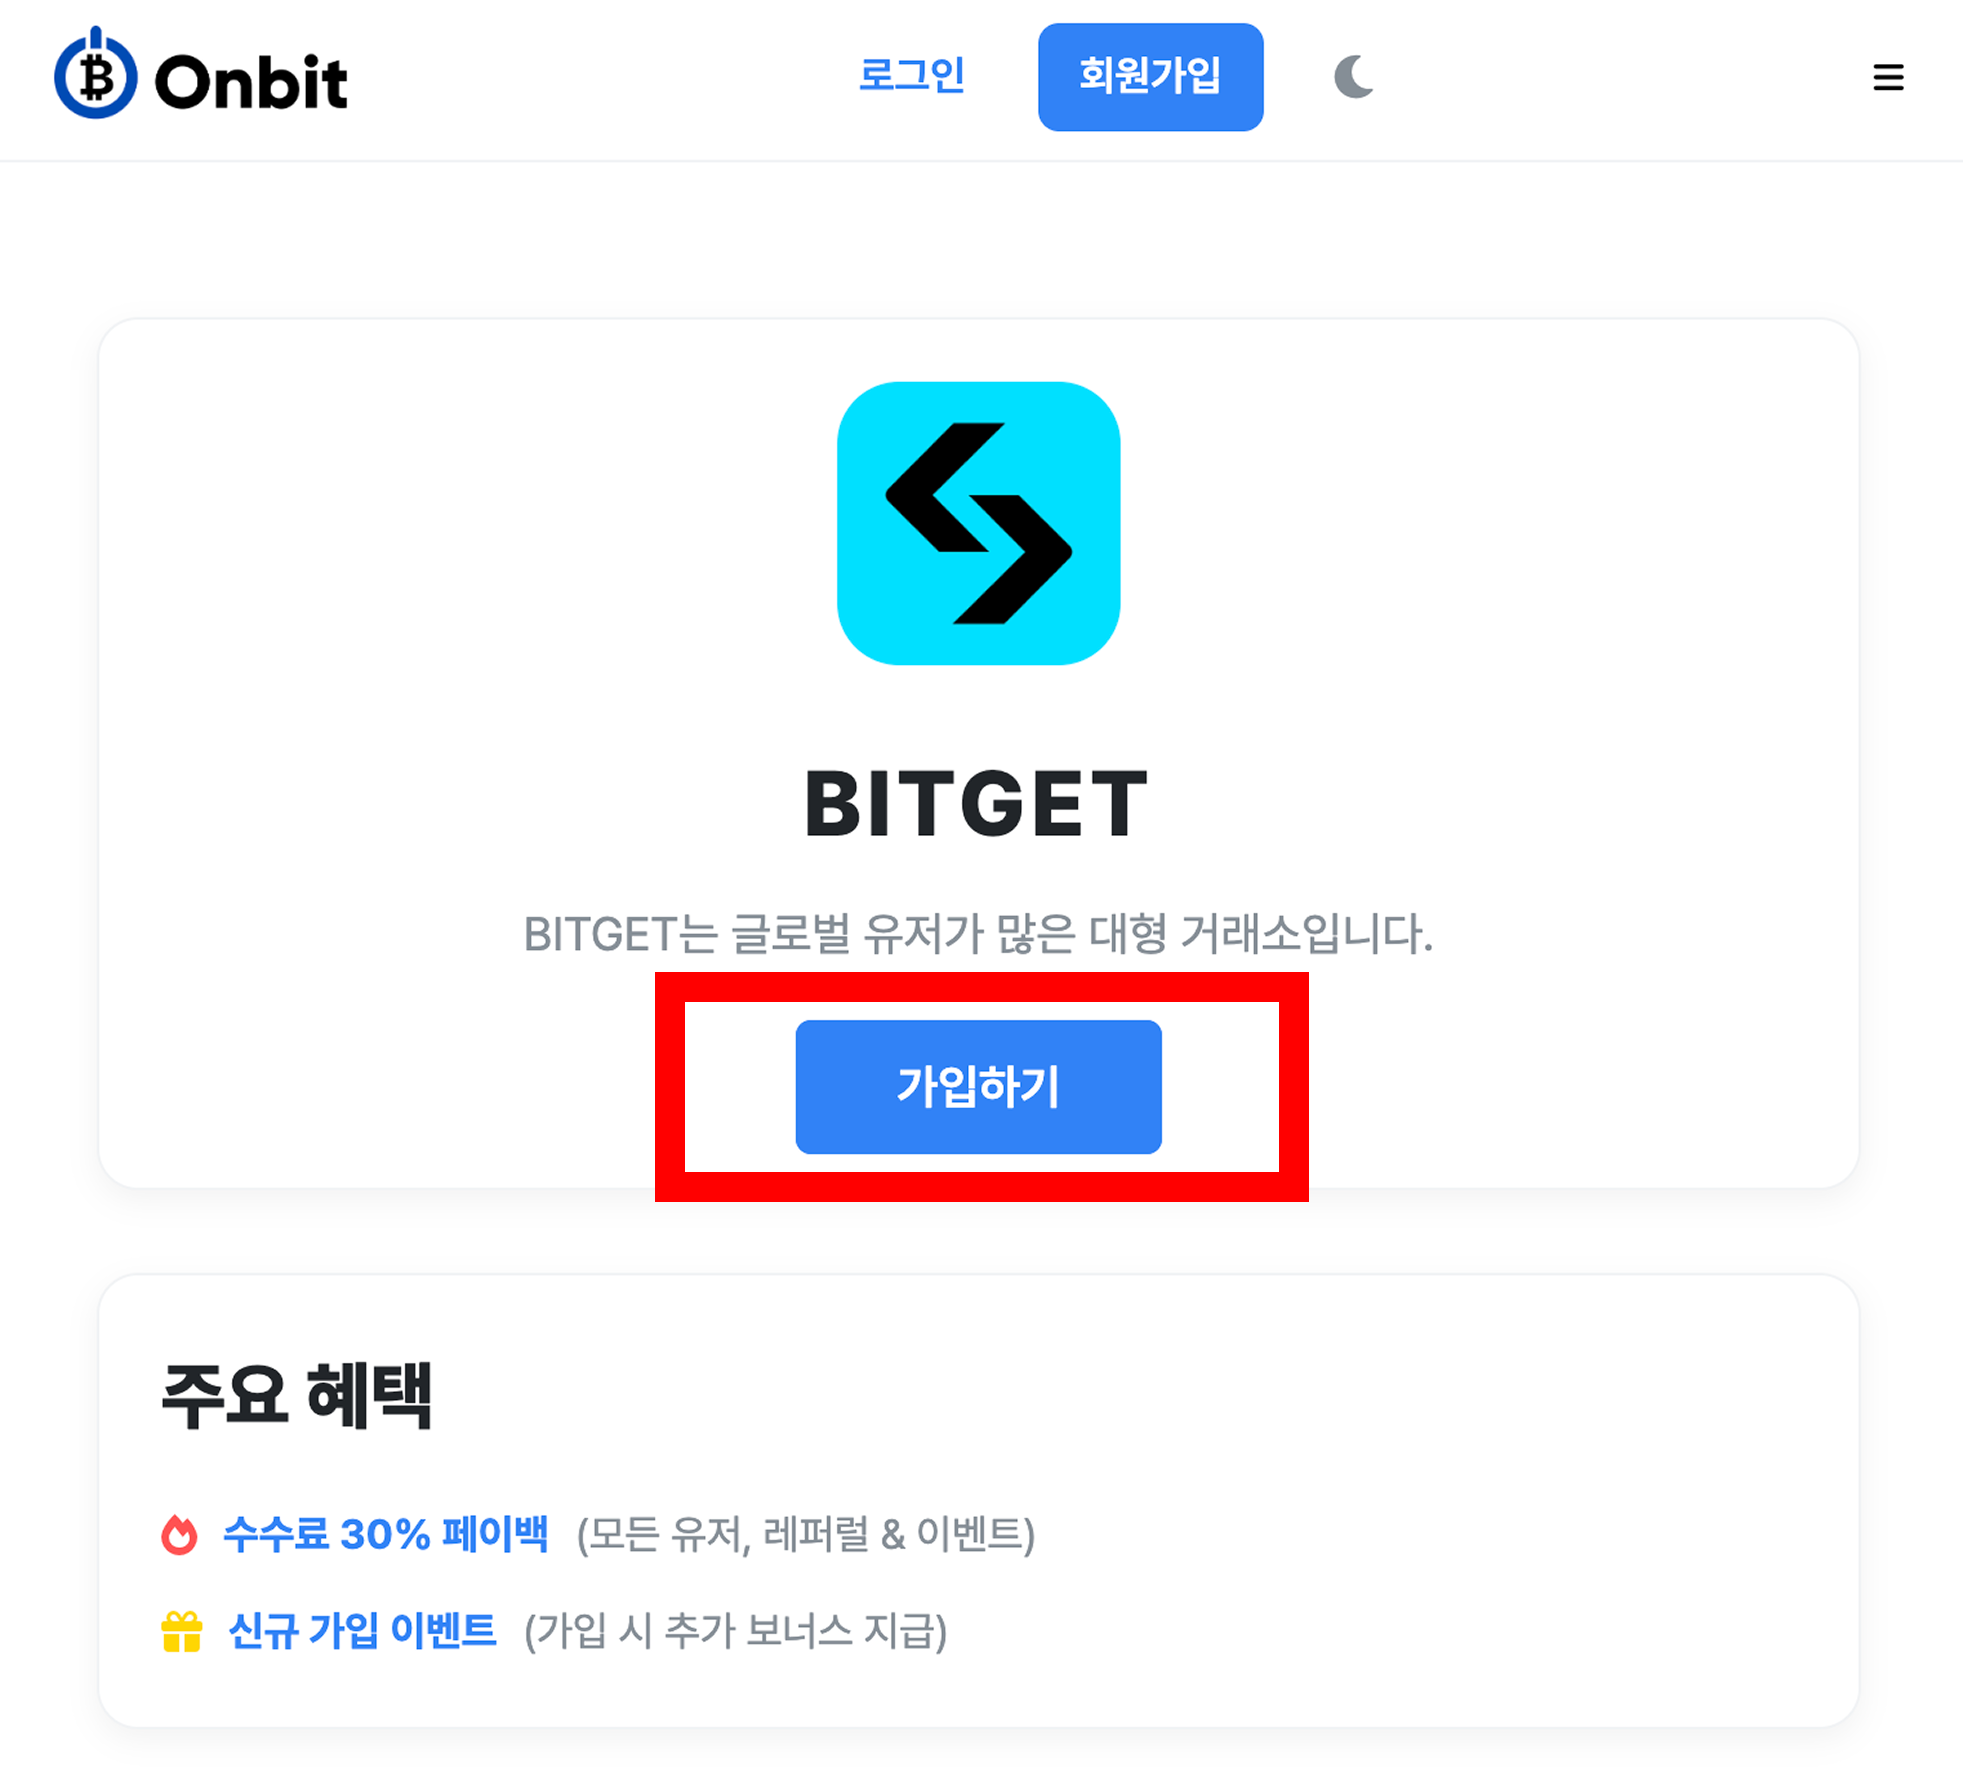 Onbit
로그인
회원가입
BITGET
BITGET는 글로벌 유저가 많은 대형 거래소입니다.
가입하기
주요 혜택
수수료 30% 페이백 (모든 유저, 레퍼럴 & 이벤트)
신규 가입 이벤트 (가입 시 추가 보너스 지급)